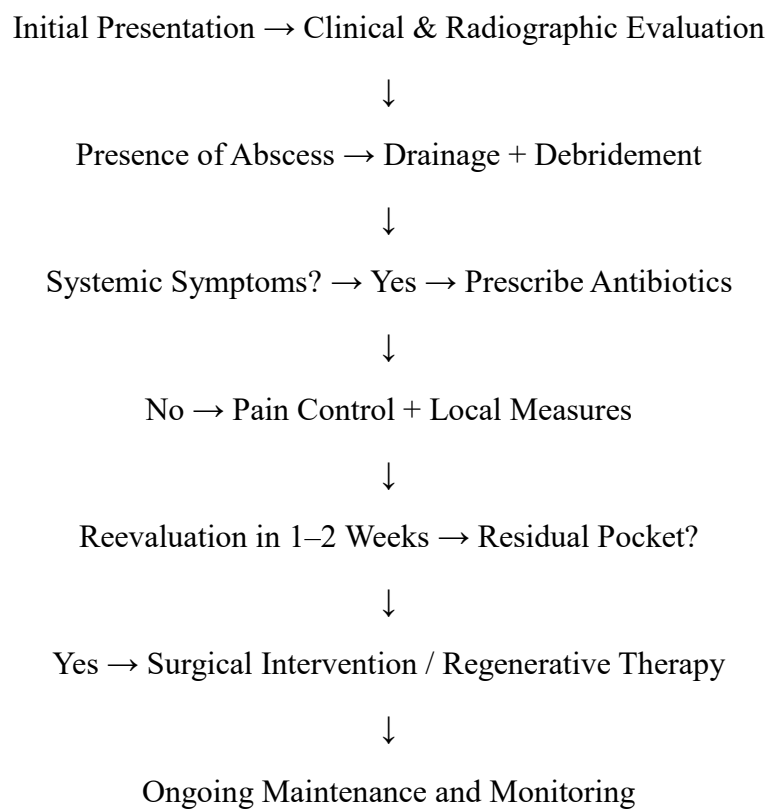 Initial Presentation → Clinical & Radiographic Evaluation
↓
Presence of Abscess → Drainage + Debridement
↓
Systemic Symptoms? → Yes → Prescribe Antibiotics
↓
No → Pain Control + Local Measures
↓
Reevaluation in 1–2 Weeks → Residual Pocket?
↓
Yes → Surgical Intervention / Regenerative Therapy
↓
Ongoing Maintenance and Monitoring